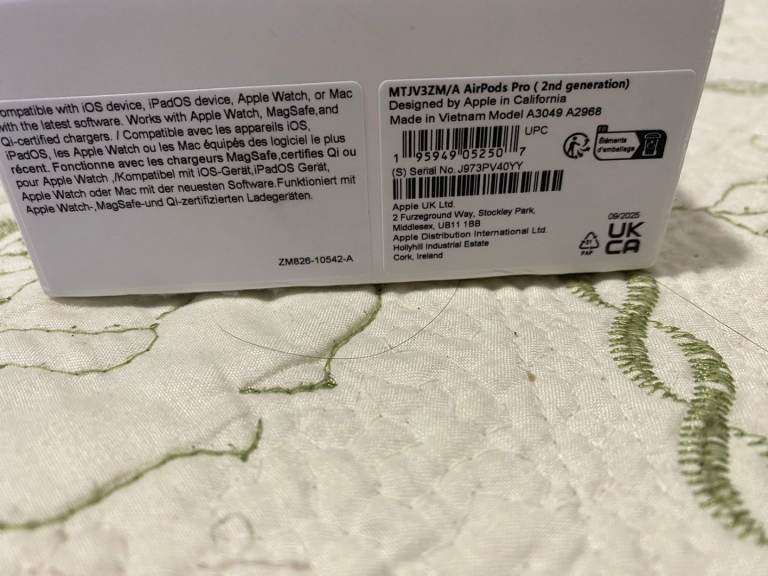 ompatible with iOS device, iPadOS device, Apple Watch, or Mac
with the latest software. Works with Apple Watch, MagSafe,and
Qi-certified chargers. / Compatible avec les appareils iOS,
iPadOS, les Apple Watch ou les Mac équipés des logiciel le plus
récent. Fonctionne avec les chargeurs MagSafe,certifies Qi ou
pour Apple Watch /Kompatibel mit iOS-Gerät,iPadOS Gerät,
Apple Watch oder Mac mit der neuesten Software.Funktioniert mit
Apple Watch-,MagSafe-und Qi-zertifizierten Ladegeräten.
ZM826-10542-A
MTJV3ZM/A AirPods Pro ( 2nd generation)
Designed by Apple in California
Made in Vietnam Model A3049 A2968
UPC
1 95949 05250 7
(S) Serial No.J973PV40YY
Apple UK Ltd.
2 Furzeground Way, Stockley Park,
Middlesex, UB11 1BB
Apple Distribution International Ltd.
Hollyhill Industrial Estate
Cork, Ireland
Éléments
d'emballage
09/2025
UK
CA
21
PAP